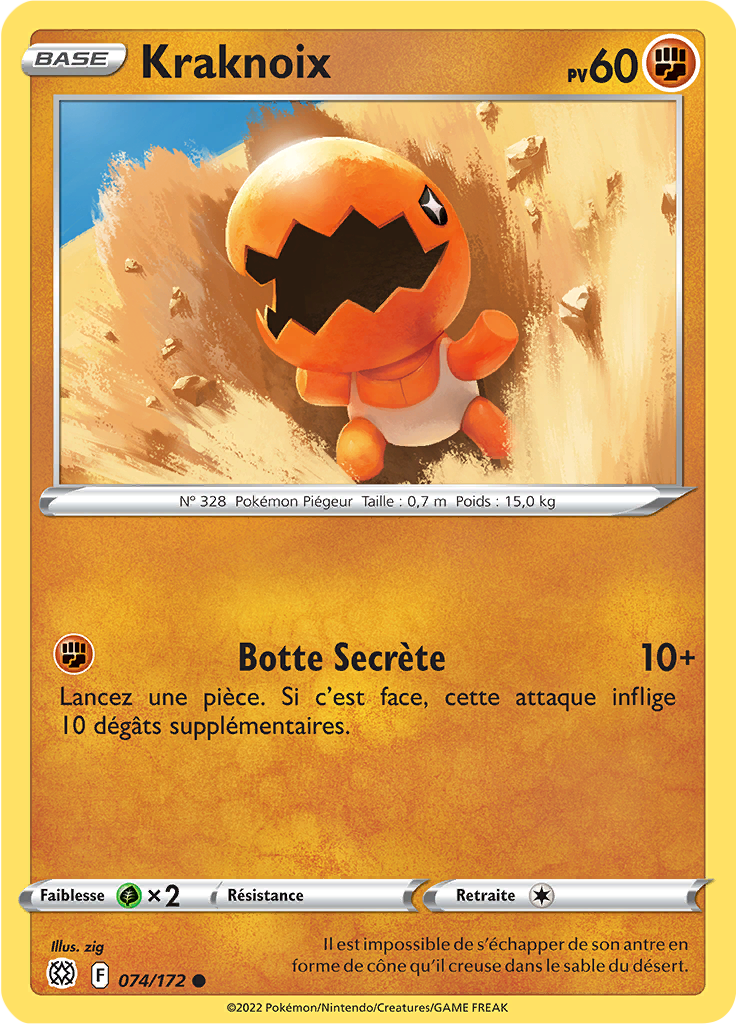 BASE Kraknoix PV60
N° 328 Pokémon Piégeur Taille : 0,7 m Poids : 15,0 kg
Botte Secrète 10+
Lancez une pièce. Si c’est face, cette attaque inflige
10 dégâts supplémentaires.
Faiblesse ×2 Résistance Retraite
Illus. zig
Il est impossible de s’échapper de son antre en
forme de cône qu’il creuse dans le sable du désert.
F 074/172
©2022 Pokémon/Nintendo/Creatures/GAME FREAK